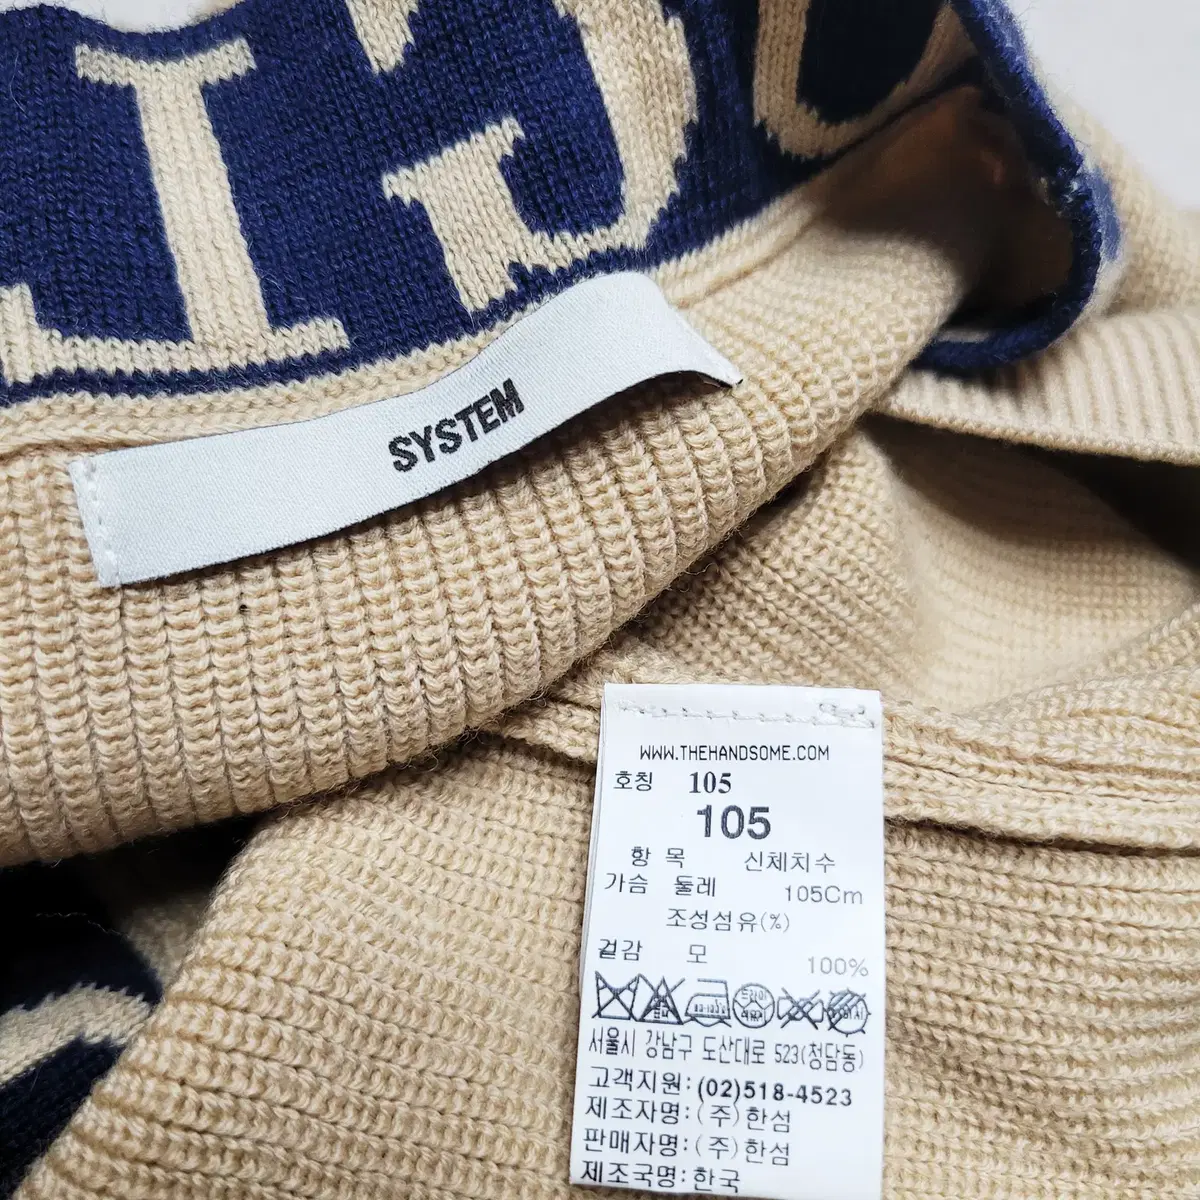 SYSTEM
WWW.THEHANDSOME.COM
호칭 105
105
항 목 신체치수
가슴 둘레 105Cm
조성섬유(%)
겉감 모 100%
서울시 강남구 도산대로 523(청담동)
고객지원: (02)518-4523
제조자명: (주)한섬
판매자명: (주)한섬
제조국명: 한국